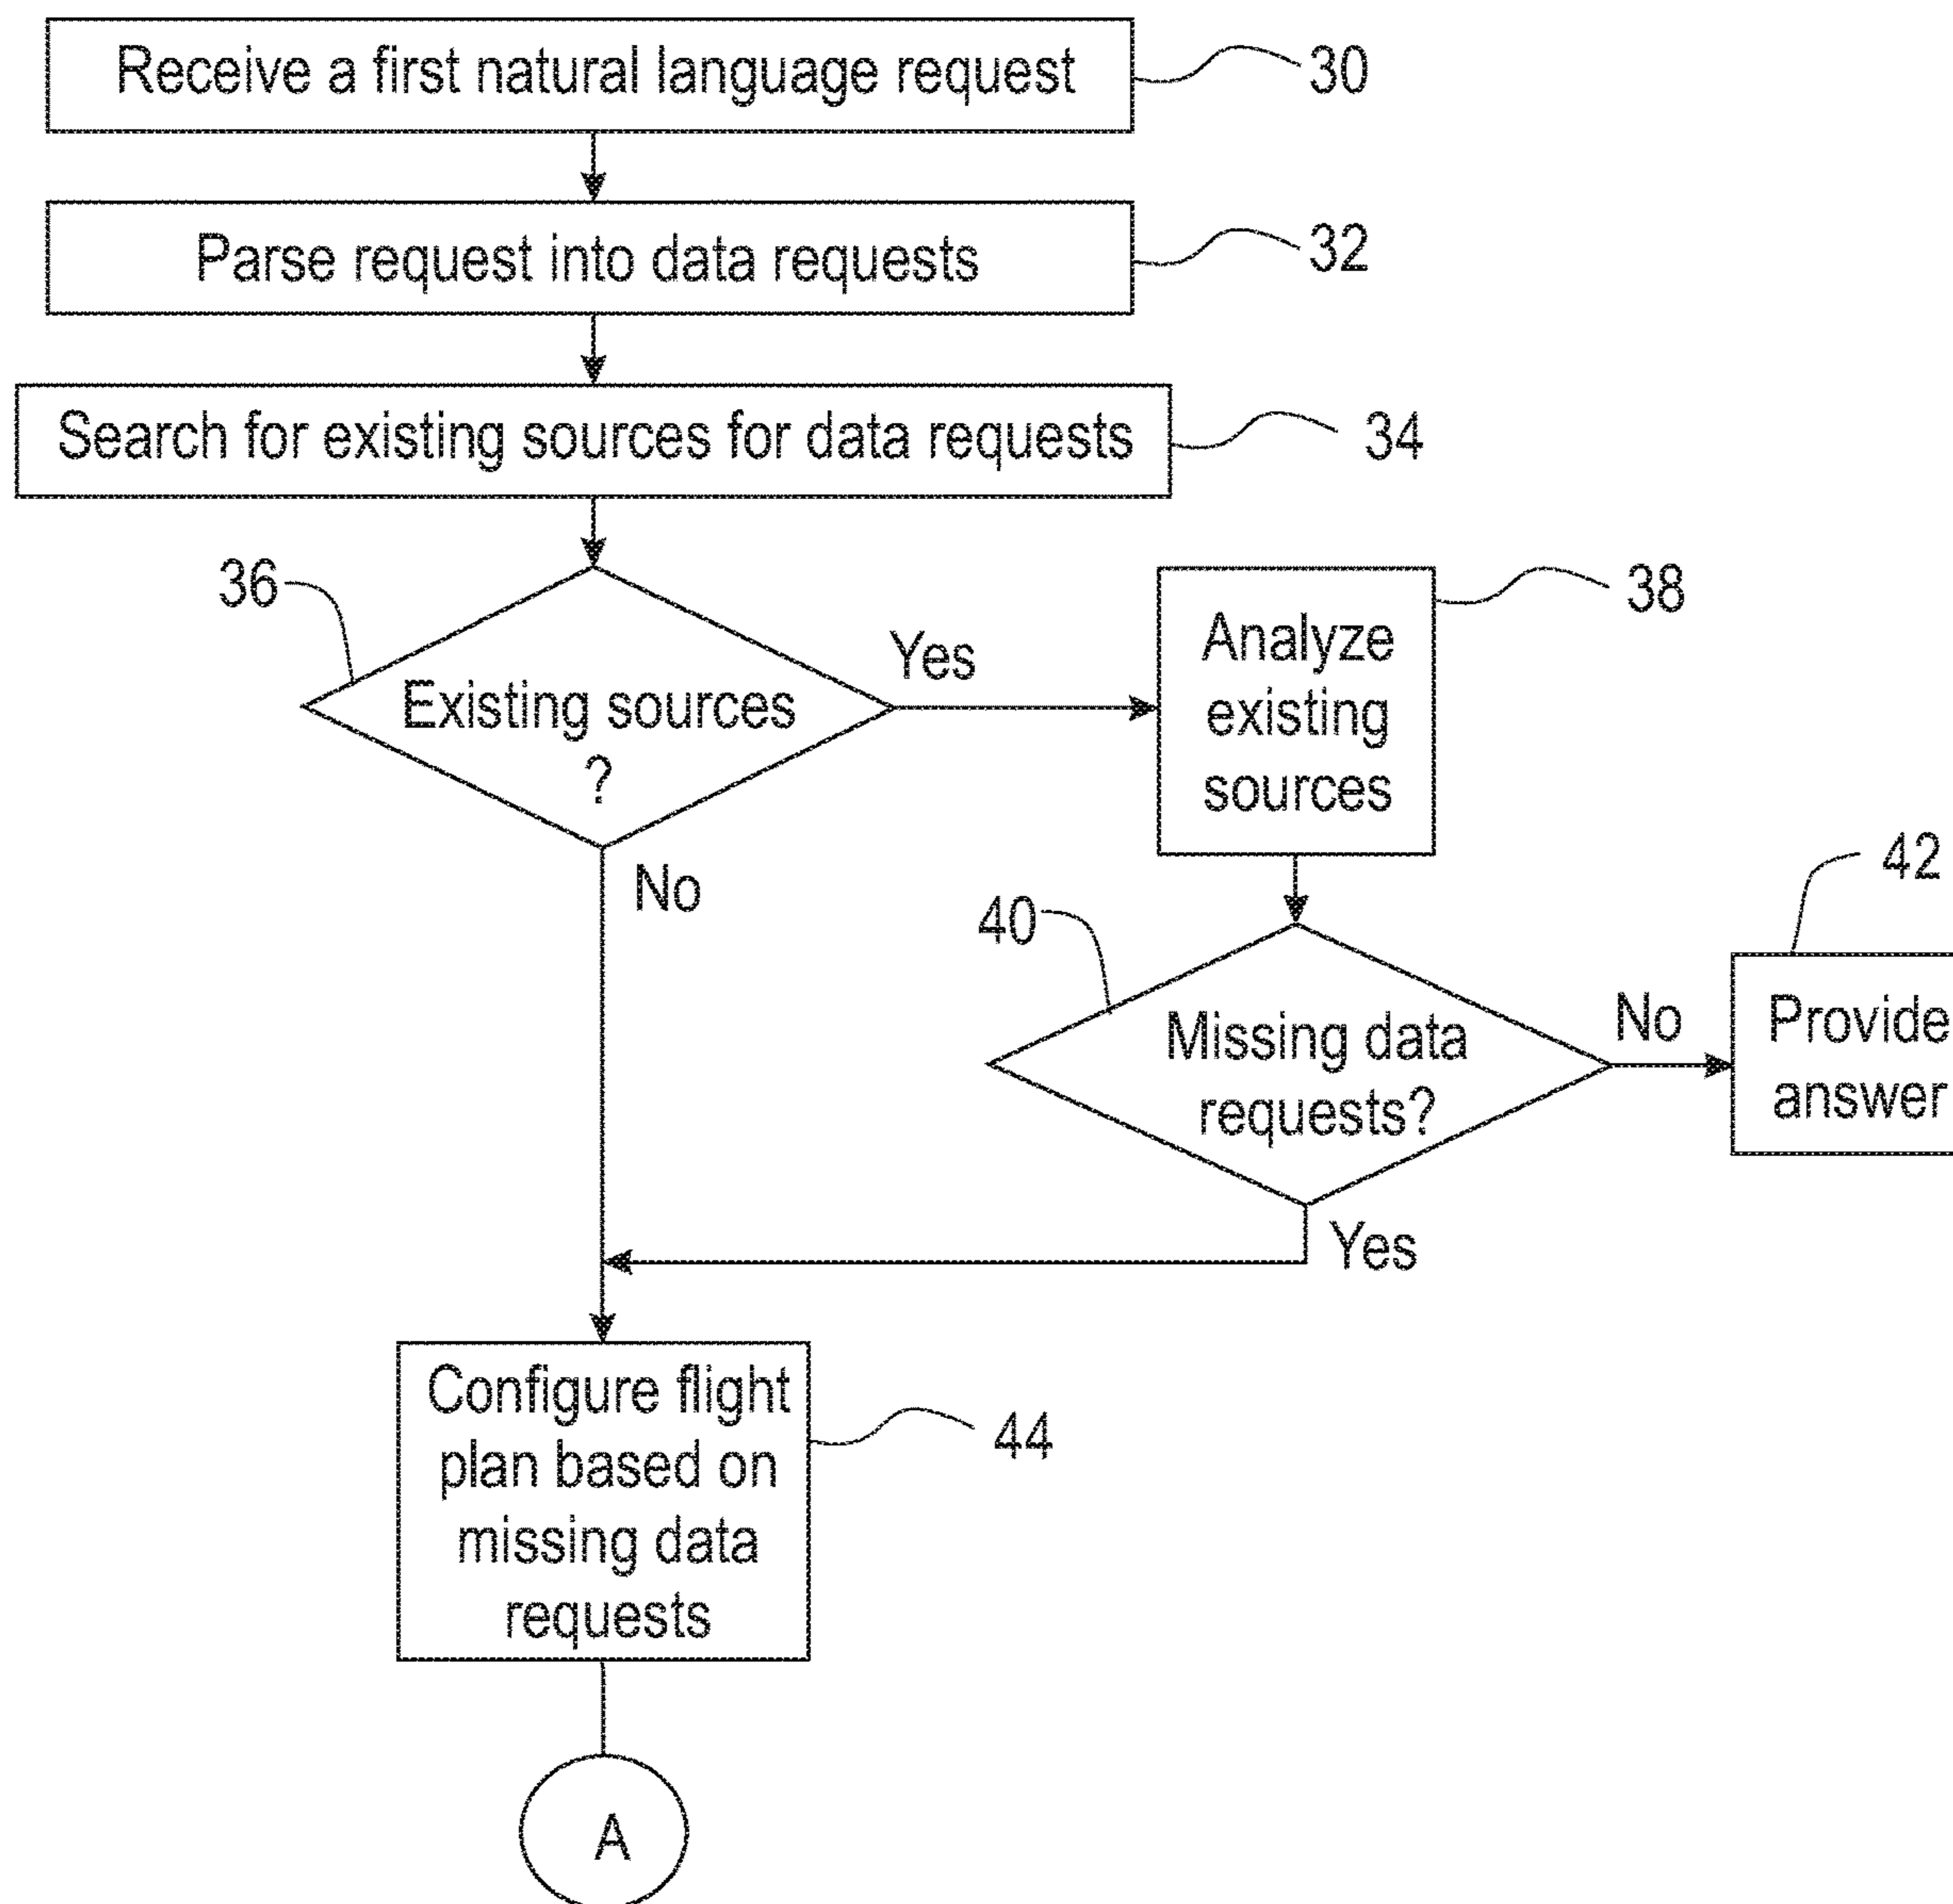 Receive a first natural language request
30
Parse request into data requests
32
Search for existing sources for data requests
34
36
Existing sources
?
Yes
No
Analyze
existing
sources
38
40
Missing data
requests?
No
Yes
42
Provide
answer
Configure flight
plan based on
missing data
requests
44
A